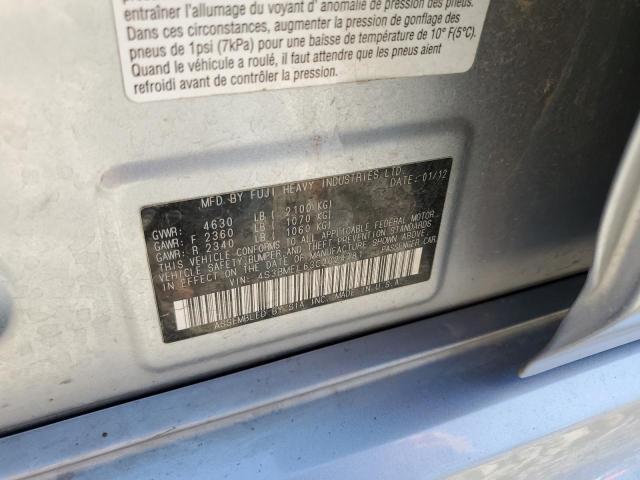 entraîner l'allumage du voyant d' anomalie de pression des pneus.
Dans ces circonstances, augmenter la pression de gonflage des
pneus de 1psi (7kPa) pour une baisse de température de 10° F(5°C).
Quand le véhicule a roulé, il faut attendre que les pneus aient
refroidi avant de contrôler la pression.
MFD. BY FUJI HEAVY INDUSTRIES LTD.
DATE: 01/12
GVWR: 4630 LB ( 2100 KG)
GAWR: F 2360 LB ( 1070 KG)
GAWR: R 2340 LB ( 1060 KG)
THIS VEHICLE CONFORMS TO ALL APPLICABLE FEDERAL MOTOR
VEHICLE SAFETY, BUMPER, AND THEFT PREVENTION STANDARDS
IN EFFECT ON THE DATE OF MANUFACTURE SHOWN ABOVE.
VIN: PASSENGER CAR
ASSEMBLED BY SIA INC. MADE IN U.S.A.